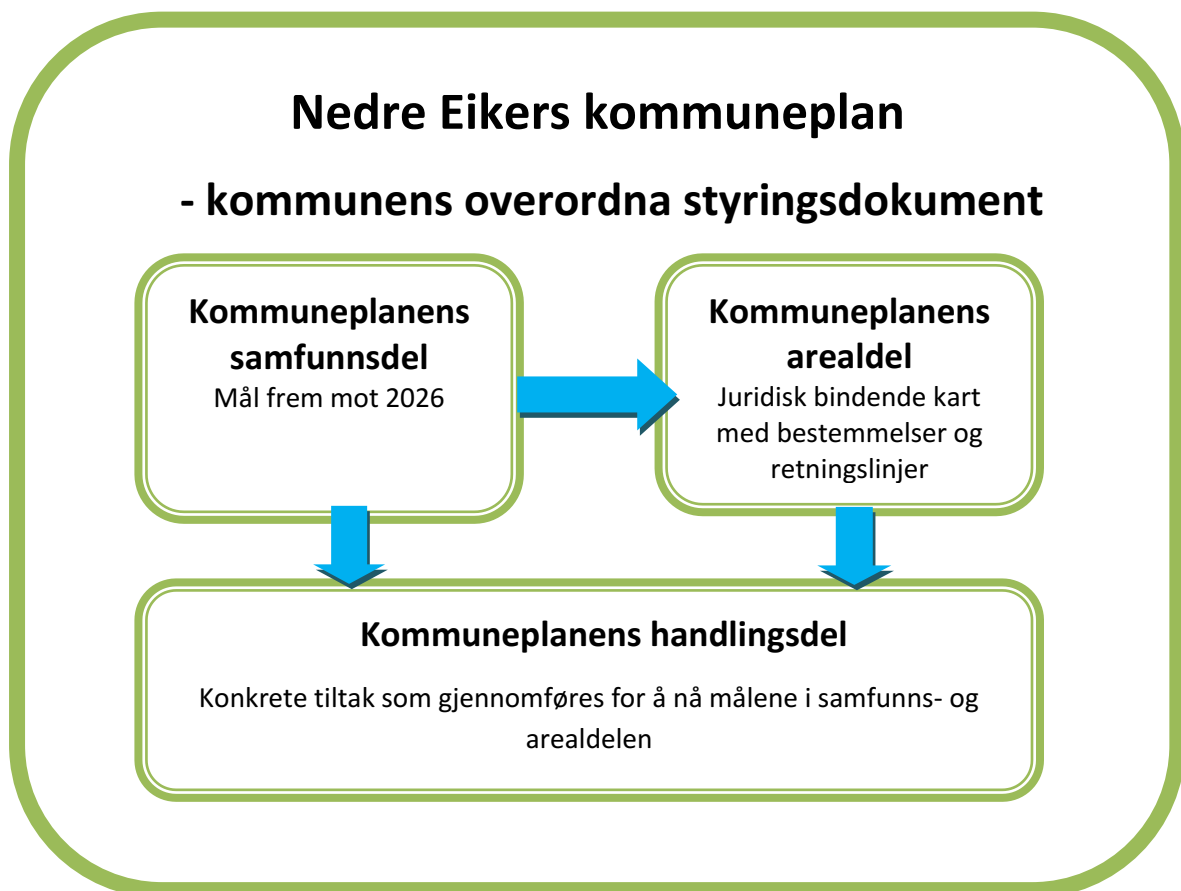 Nedre Eikers kommuneplan
- kommunens overordna styringsdokument
Kommuneplanens
samfunnsdel
Mål frem mot 2026
Kommuneplanens
arealdel
Juridisk bindende kart
med bestemmelser og
retningslinjer
Kommuneplanens handlingsdel
Konkrete tiltak som gjennomføres for å nå målene i samfunns- og
arealdelen